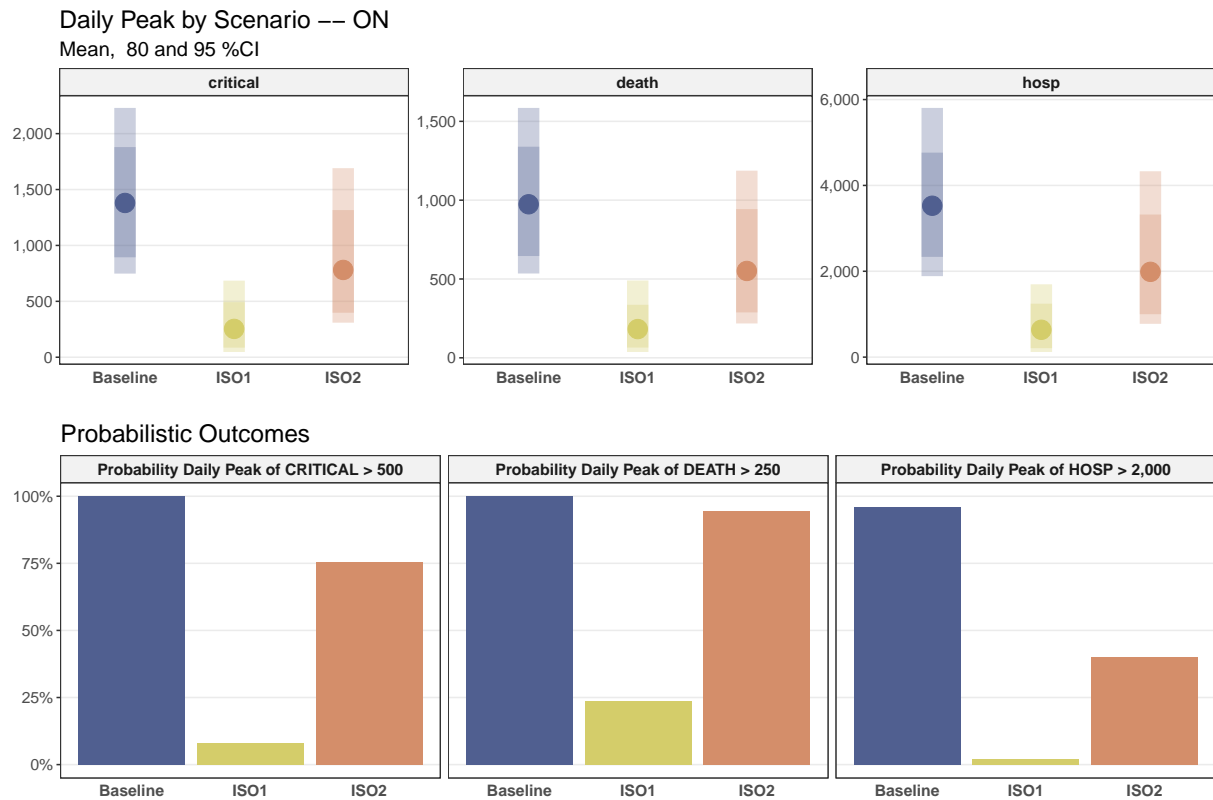 Daily Peak by Scenario −− ON
Mean,  80 and 95 %CI
critical
death
hosp
2,000
1,500
1,000
500
0
1,500
1,000
500
0
6,000
4,000
2,000
0
Baseline ISO1 ISO2
Baseline ISO1 ISO2
Baseline ISO1 ISO2
Probabilistic Outcomes
Probability Daily Peak of CRITICAL > 500
Probability Daily Peak of DEATH > 250
Probability Daily Peak of HOSP > 2,000
100%
75%
50%
25%
0%
Baseline ISO1 ISO2
Baseline ISO1 ISO2
Baseline ISO1 ISO2